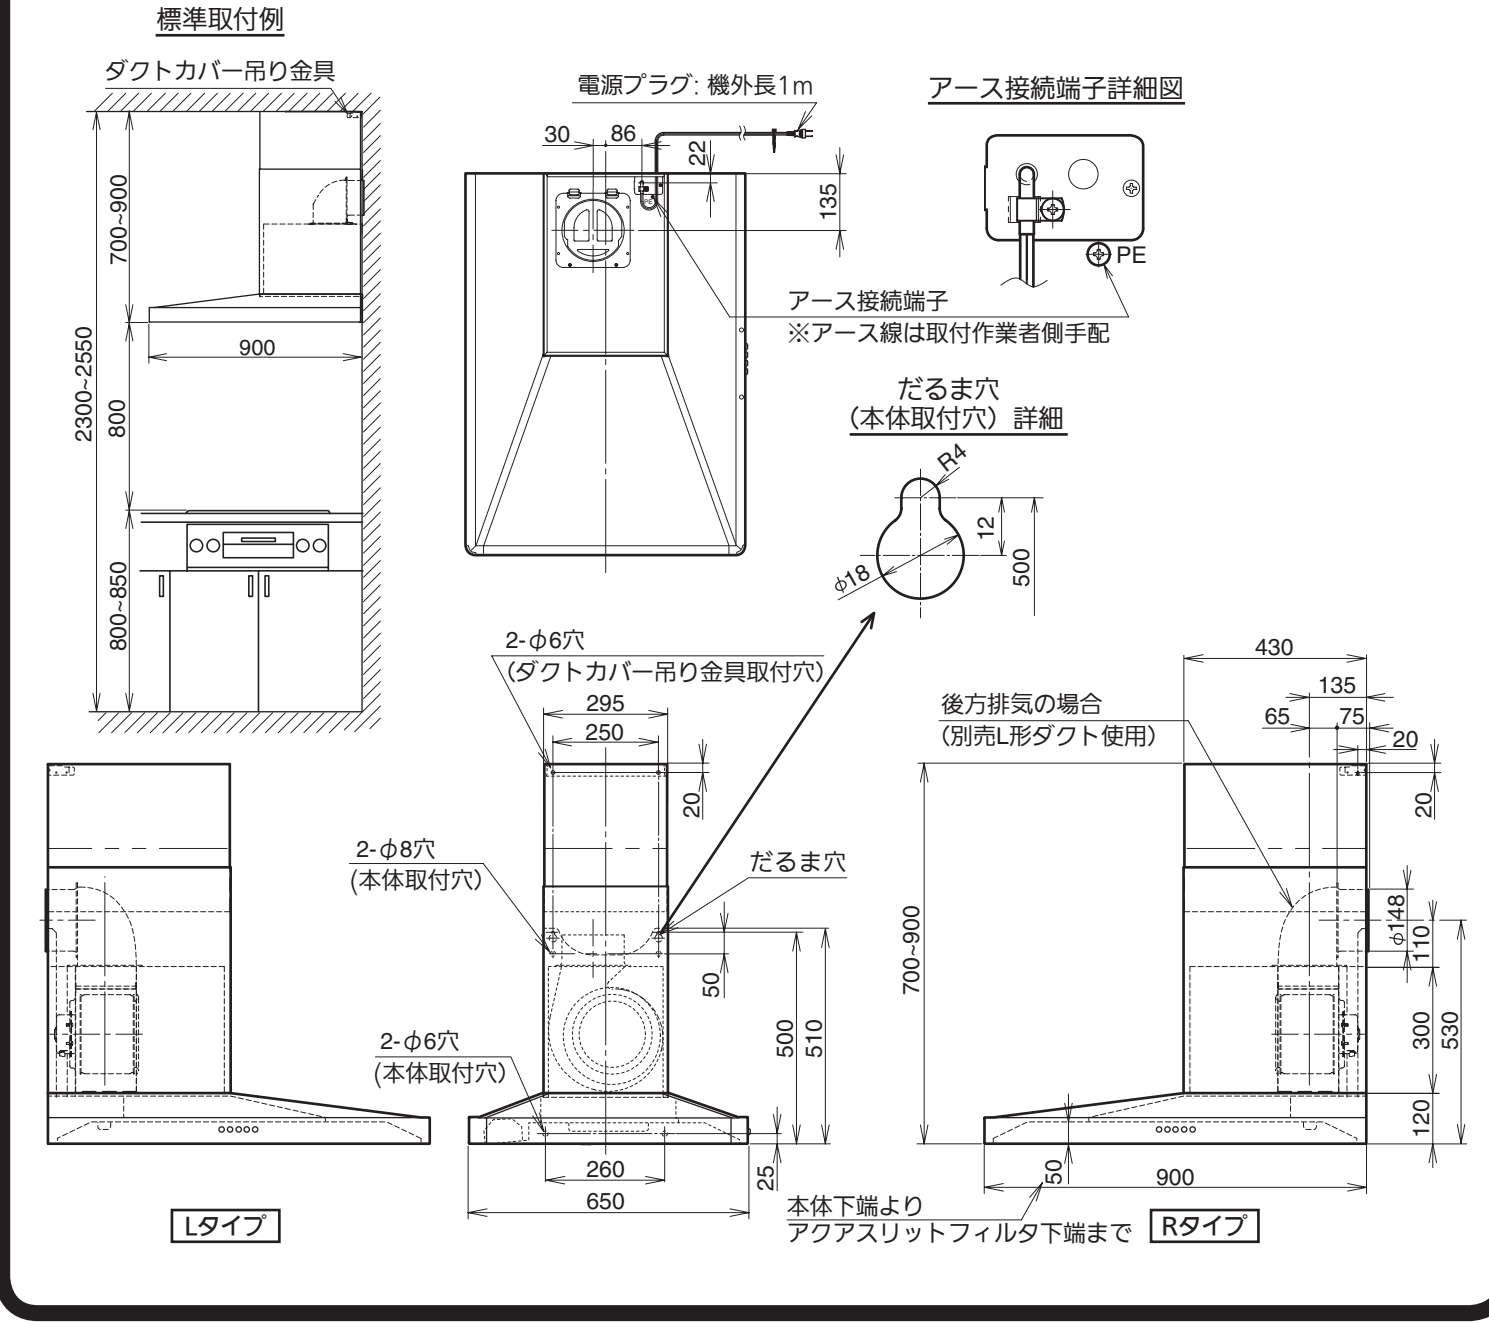 標準取付例
ダクトカバー吊り金具
2300~2550
700~900
900
800
800~850
電源プラグ: 機外長1m
30
86
22
135
PE
アース接続端子
※アース線は取付作業者側手配
アース接続端子詳細図
PE
だるま穴
(本体取付穴) 詳細
R4
12
500
φ18
2-φ6穴
(ダクトカバー吊り金具取付穴)
295
250
20
2-φ8穴
(本体取付穴)
だるま穴
50
500
510
2-φ6穴
(本体取付穴)
25
260
650
Lタイプ
後方排気の場合
(別売L形ダクト使用)
430
135
65
75
20
20
700~900
φ148
110
300
530
120
50
900
本体下端より
アクアスリットフィルタ下端まで
Rタイプ